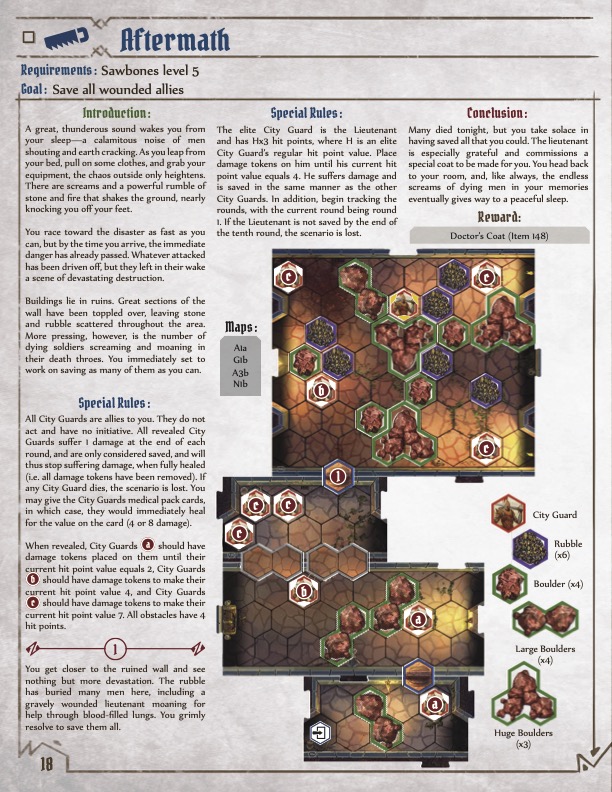 Aftermath
Requirements: Sawbones level 5
Goal: Save all wounded allies
Introduction:
A great, thunderous sound wakes you from
your sleep—a calamitous noise of men
shouting and earth cracking. As you leap from
your bed, pull on some clothes, and grab your
equipment, the chaos outside only heightens.
There are screams and a powerful rumble of
stone and fire that shakes the ground, nearly
knocking you off your feet.
You race toward the disaster as fast as you
can, but by the time you arrive, the immediate
danger has already passed. Whatever attacked
has been driven off, but they left in their wake
a scene of devastating destruction.
Buildings lie in ruins. Great sections of the
wall have been toppled over, leaving stone
and rubble scattered throughout the area.
More pressing, however, is the number of
dying soldiers screaming and moaning in
their death throes. You immediately set to
work on saving as many of them as you can.
Special Rules:
All City Guards are allies to you. They do not
act and have no initiative. All revealed City
Guards suffer 1 damage at the end of each
round, and are only considered saved, and will
thus stop suffering damage, when fully healed
(i.e. all damage tokens have been removed). If
any City Guard dies, the scenario is lost. You
may give the City Guards medical pack cards,
in which case, they would immediately heal
for the value on the card (4 or 8 damage).
When revealed, City Guards a should have
damage tokens placed on them until their
current hit point value equals 2, City Guards
b should have damage tokens to make their
current hit point value 4, and City Guards
c should have damage tokens to make their
current hit point value 7. All obstacles have 4
hit points.
1
You get closer to the ruined wall and see
nothing but more devastation. The rubble
has buried many men here, including a
gravely wounded lieutenant moaning for
help through blood-filled lungs. You grimly
resolve to save them all.
Special Rules:
The elite City Guard is the Lieutenant
and has Hx3 hit points, where H is an elite
City Guard's regular hit point value. Place
damage tokens on him until his current hit
point value equals 4. He suffers damage and
is saved in the same manner as the other
City Guards. In addition, begin tracking the
rounds, with the current round being round
1. If the Lieutenant is not saved by the end of
the tenth round, the scenario is lost.
Conclusion:
Many died tonight, but you take solace in
having saved all that you could. The lieutenant
is especially grateful and commissions a
special coat to be made for you. You head back
to your room, and, like always, the endless
screams of dying men in your memories
eventually gives way to a peaceful sleep.
Reward:
Doctor's Coat (Item 148)
Maps:
A1a
G1b
A3b
N1b
c
c
b
c
1
c
c
c
b
a
a
City Guard
Rubble
(x6)
Boulder (x4)
Large Boulders
(x4)
Huge Boulders
(x3)
18